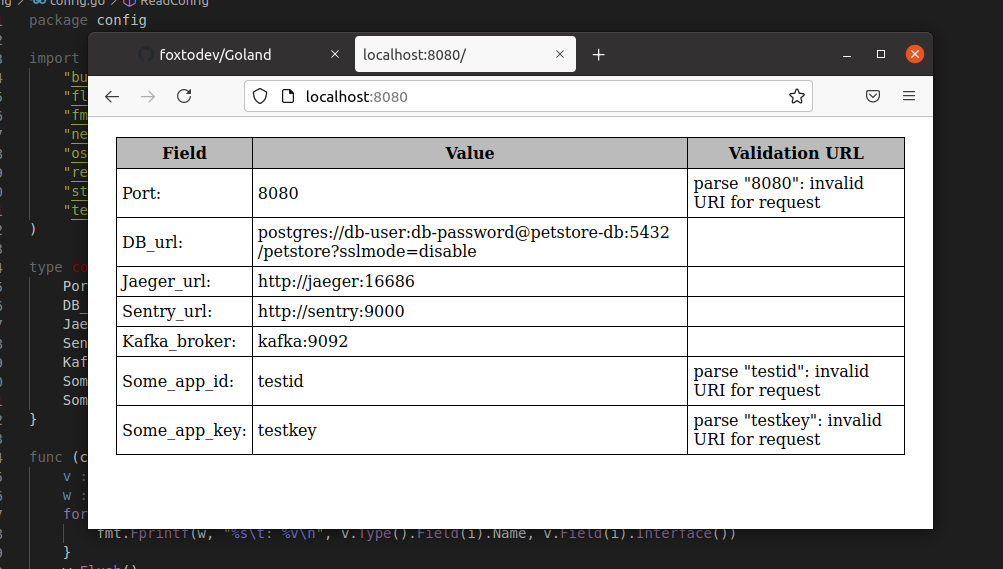 config.go > ReadConfig
package config
foxtodev/Goland
localhost:8080/
import
localhost:8080
"bu
"fl
"fm
"ne
"os
"re
"st
"te
)
type co
Por
DB_
Jae
Sen
Kaf
Som
Som
}
func (c
v :
w :
for
Field Value Validation URL
Port: 8080 parse "8080": invalid
URI for request
DB_url: postgres://db-user:db-password@petstore-db:5432
/petstore?sslmode=disable
Jaeger_url: http://jaeger:16686
Sentry_url: http://sentry:9000
Kafka_broker: kafka:9092
Some_app_id: testid parse "testid": invalid
URI for request
Some_app_key: testkey parse "testkey": invalid
URI for request
fmt.Fprintf(w, "%s\t: %v\n", v.Type().Field(i).Name, v.Field(i).Interface())
}